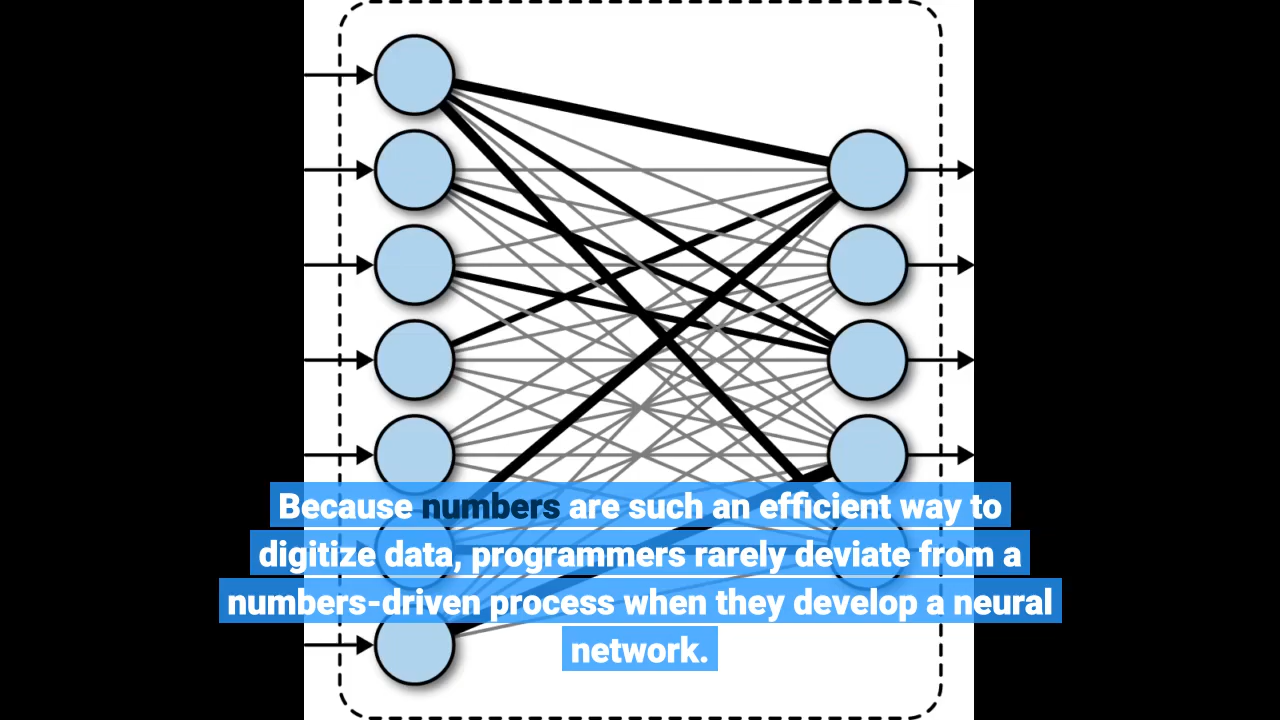 Because numbers are such an efficient way to
digitize data, programmers rarely deviate from a
numbers-driven process when they develop a neural
network.